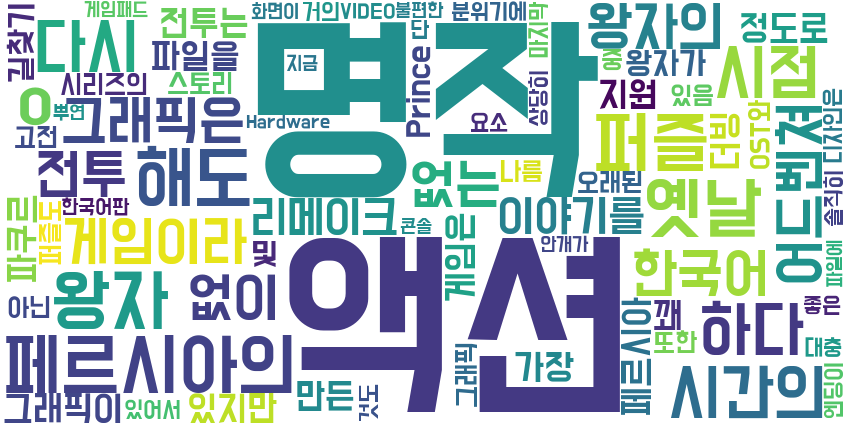 게임패드
길찾기
다시
전투는
파일을
화면이
거의
VIDEO
불편한
단
분위기에
마지막
왕자의
정도로
시리즈의
스토리
지금
명작
Prince
상당히
중
왕자가
시점
ㅇ
뿌연
그래픽은
고전
Hardware
요소
지원
있음
퍼즐
더빙
OST와
어드벤쳐
디자인은
솔직히
전투
해도
없는
나름
오래된
옛날
파쿠리
퍼즐도
한국어판
게임이라
리메이크
콘솔
게임은
이야기를
안개가
한국어
파일에
및
아닌
왕자
없이
액션
페르시아의
꽤
또한
하다
좋은
대충
페르시아
그래픽
가장
시간의
엔딩이
그래픽이
있어서
있지만
만든
것도